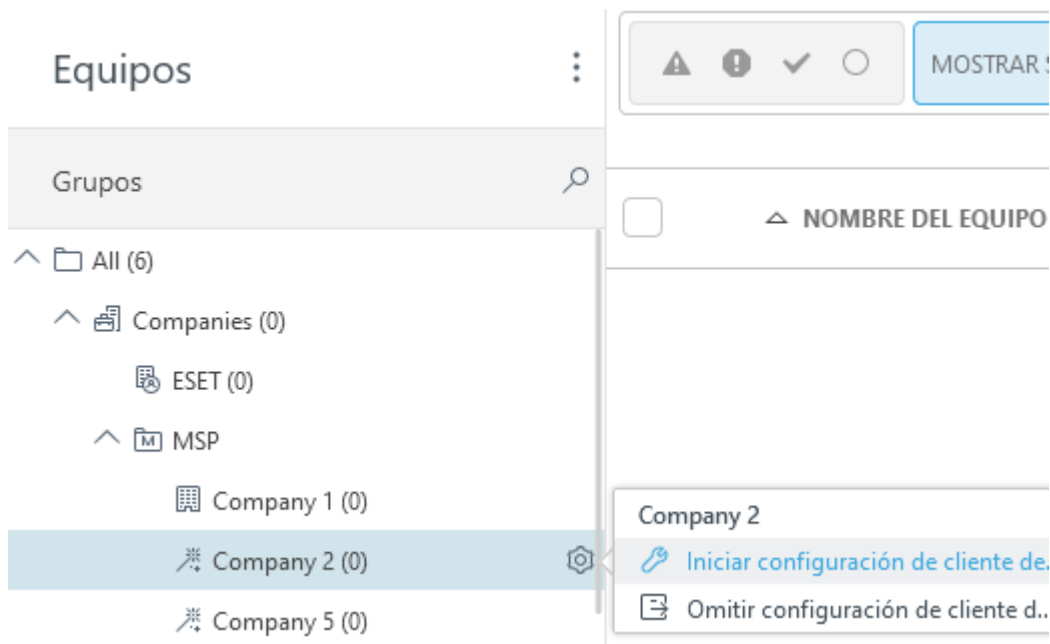 Equipos
MOSTRAR
Grupos
NOMBRE DEL EQUIPO
All (6)
Companies (0)
ESET (0)
MSP
Company 1 (0)
Company 2 (0)
Company 5 (0)
Company 2
Iniciar configuración de cliente de..
Omitir configuración de cliente d...